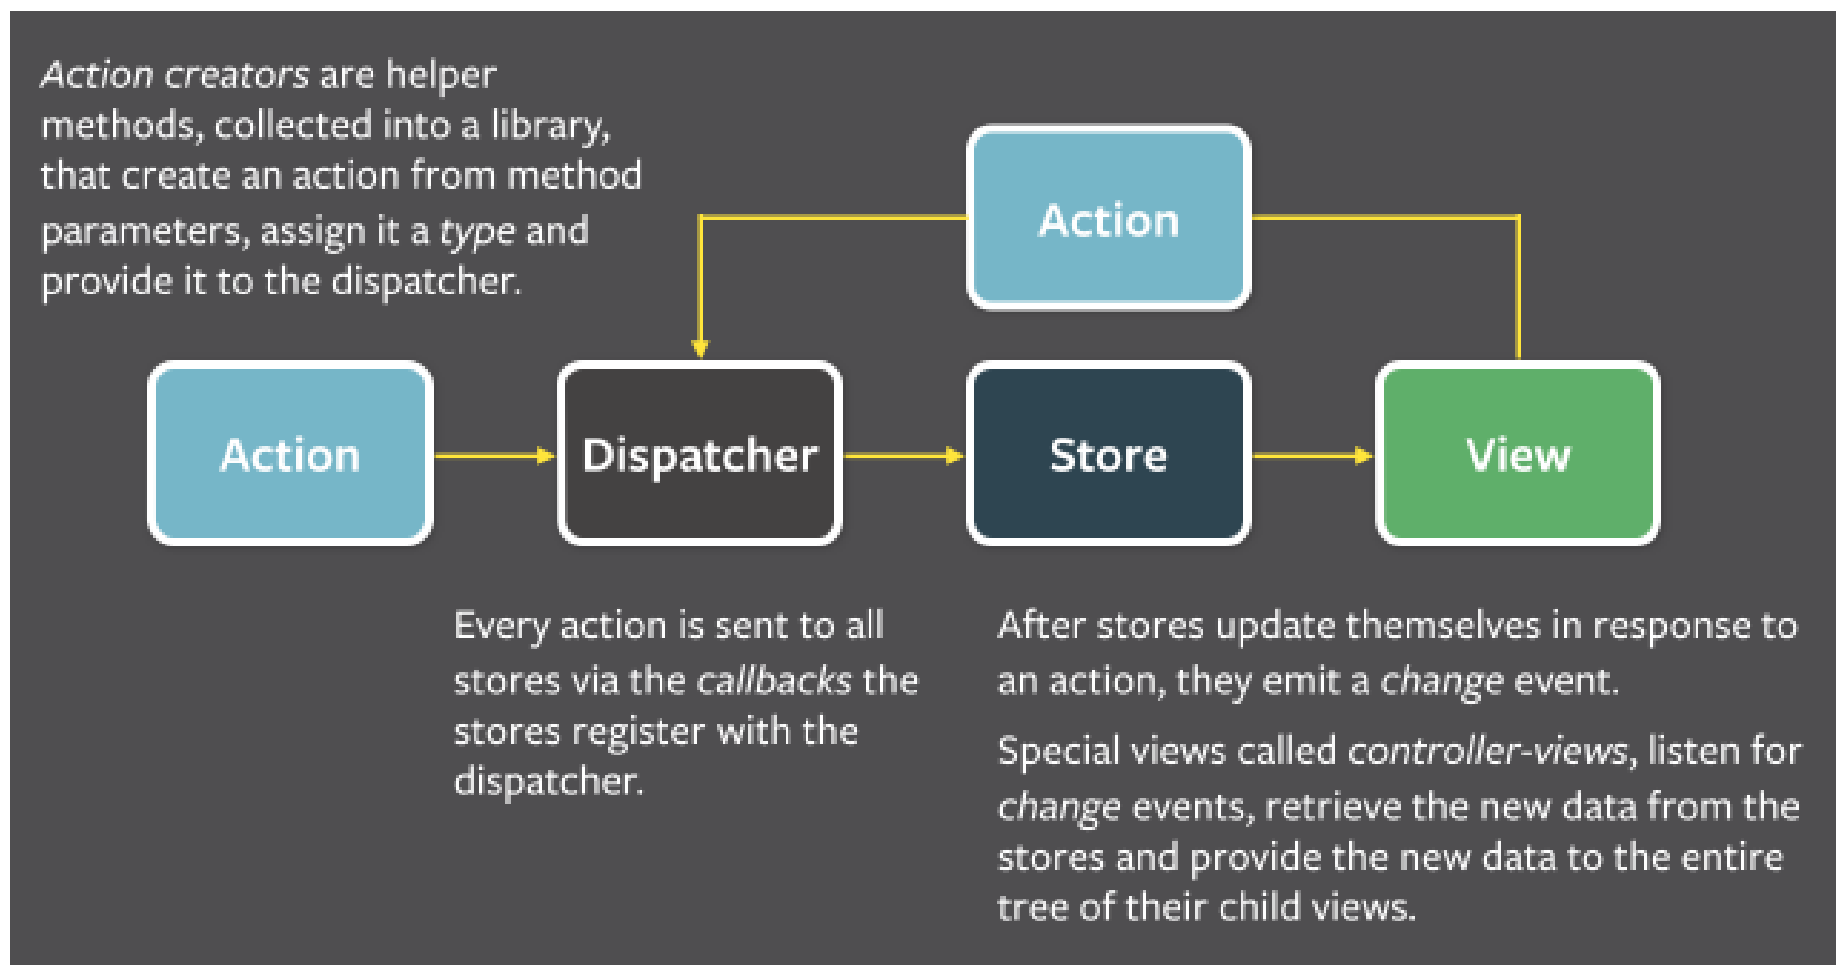 Action creators are helper
methods, collected into a library,
that create an action from method
parameters, assign it a type and
provide it to the dispatcher.
Action
Action
Dispatcher
Store
View
Every action is sent to all
stores via the callbacks the
stores register with the
dispatcher.
After stores update themselves in response to
an action, they emit a change event.
Special views called controller-views, listen for
change events, retrieve the new data from the
stores and provide the new data to the entire
tree of their child views.